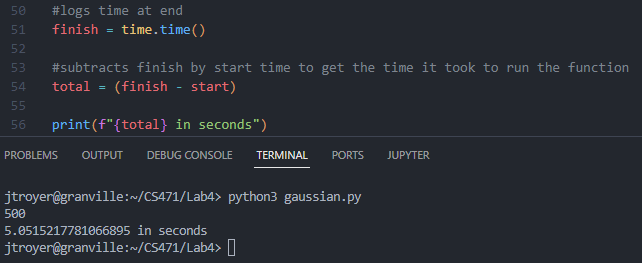 50 #logs time at end
51 finish = time.time()
52
53 #subtracts finish by start time to get the time it took to run the function
54 total = (finish - start)
55
56 print(f"{total} in seconds")
PROBLEMS OUTPUT DEBUG CONSOLE TERMINAL PORTS JUPYTER
jtroyer@granville:~/CS471/Lab4> python3 gaussian.py
500
5.0515217781066895 in seconds
jtroyer@granville:~/CS471/Lab4>